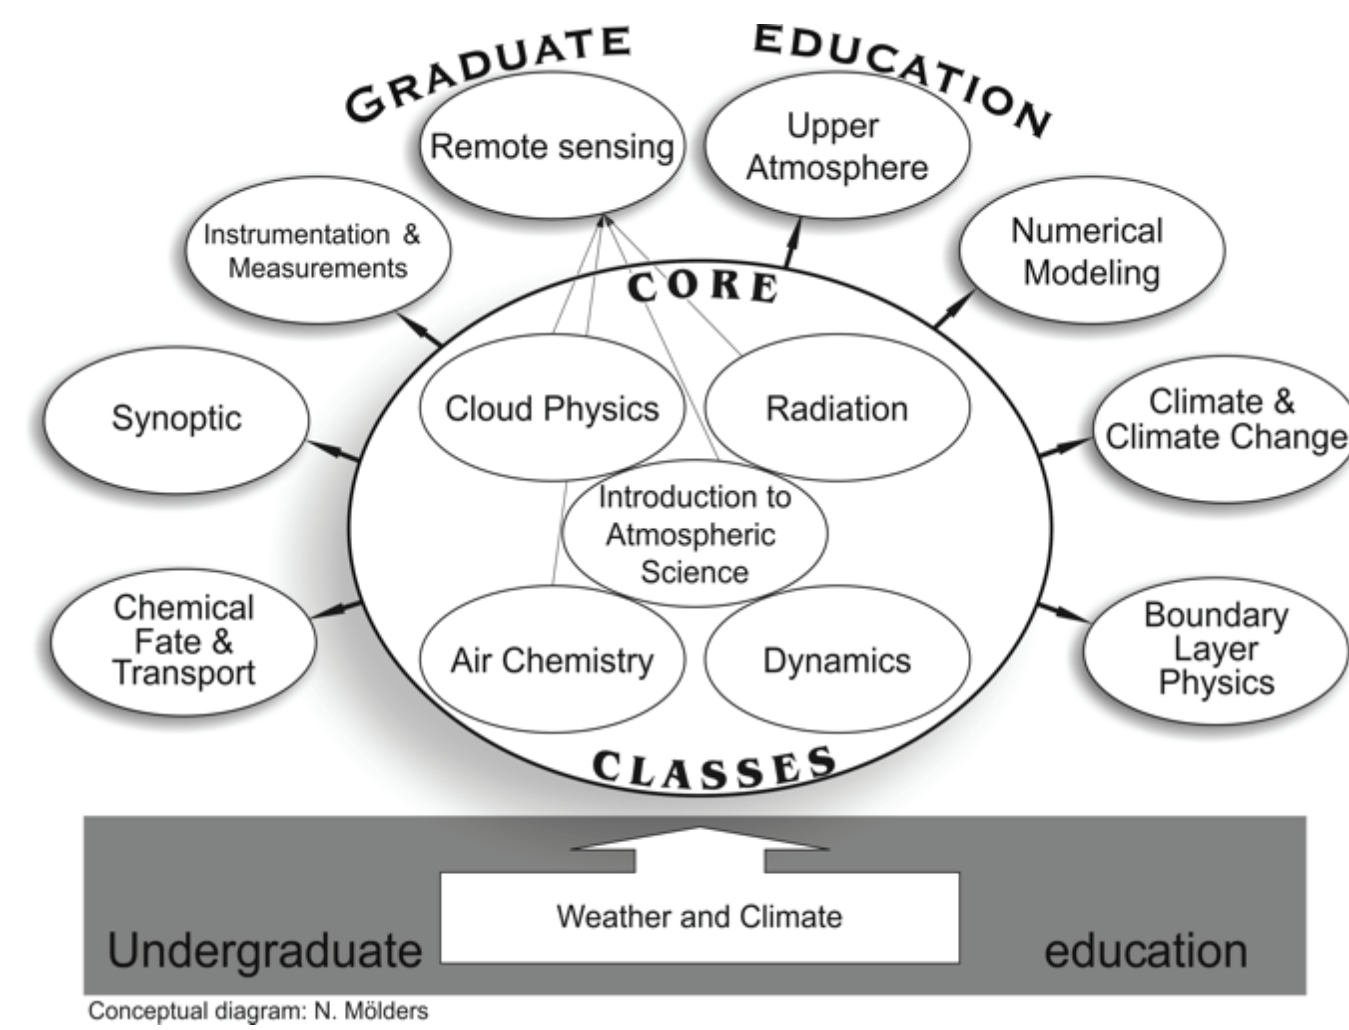 GRADUATE EDUCATION
Remote sensing
Upper
Atmosphere
Instrumentation &
Measurements
Numerical
Modeling
CORE
Synoptic
Cloud Physics
Radiation
Climate &
Climate Change
Introduction to
Atmospheric
Science
Chemical
Fate &
Transport
Air Chemistry
Dynamics
Boundary
Layer
Physics
CLASSES
Weather and Climate
Undergraduate education
Conceptual diagram: N. Mölders